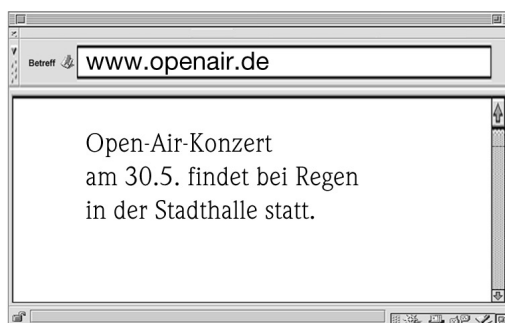 Betreff www.openair.de
Open-Air-Konzert
am 30.5. findet bei Regen
in der Stadthalle statt.